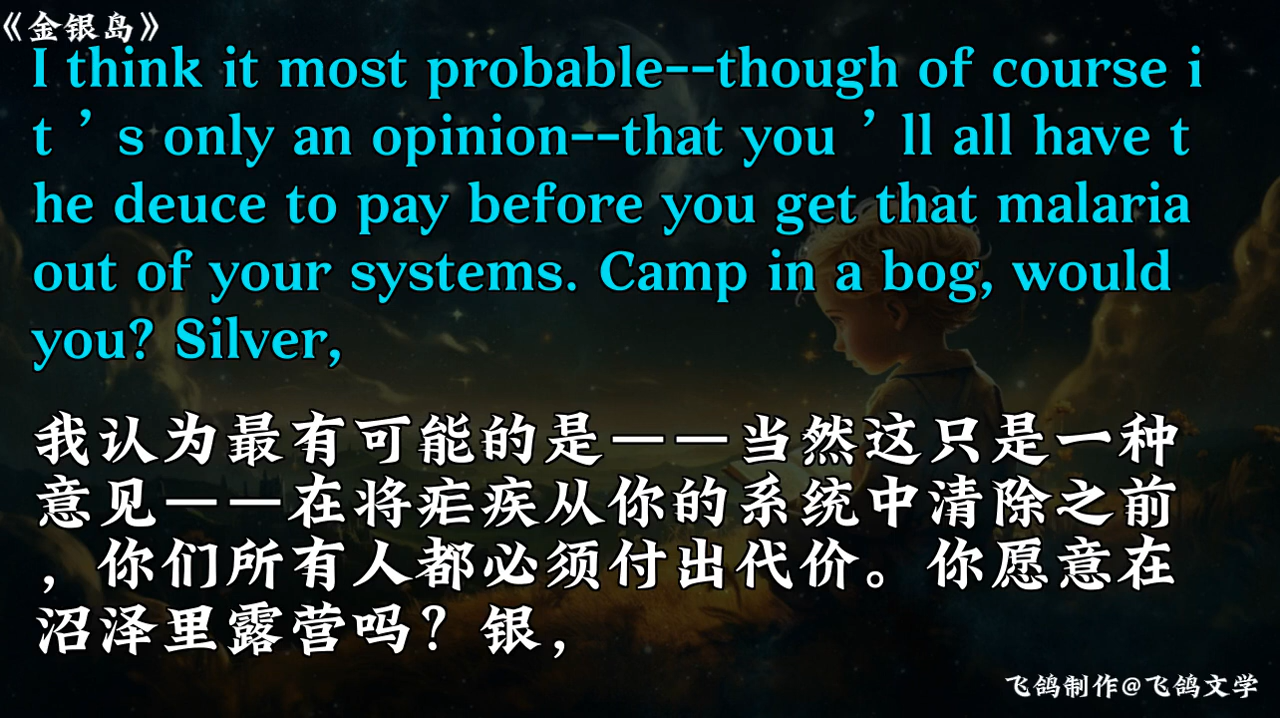 《金银岛》
I think it most probable--though of course i
t ’ s only an opinion--that you ’ ll all have t
he deuce to pay before you get that malaria
out of your systems. Camp in a bog, would
you? Silver,
我认为最有可能的是——当然这只是一种
意见——在将疟疾从你的系统中清除之前
，你们所有人都必须付出代价。你愿意在
沼泽里露营吗？银，
飞鸽制作@飞鸽文学